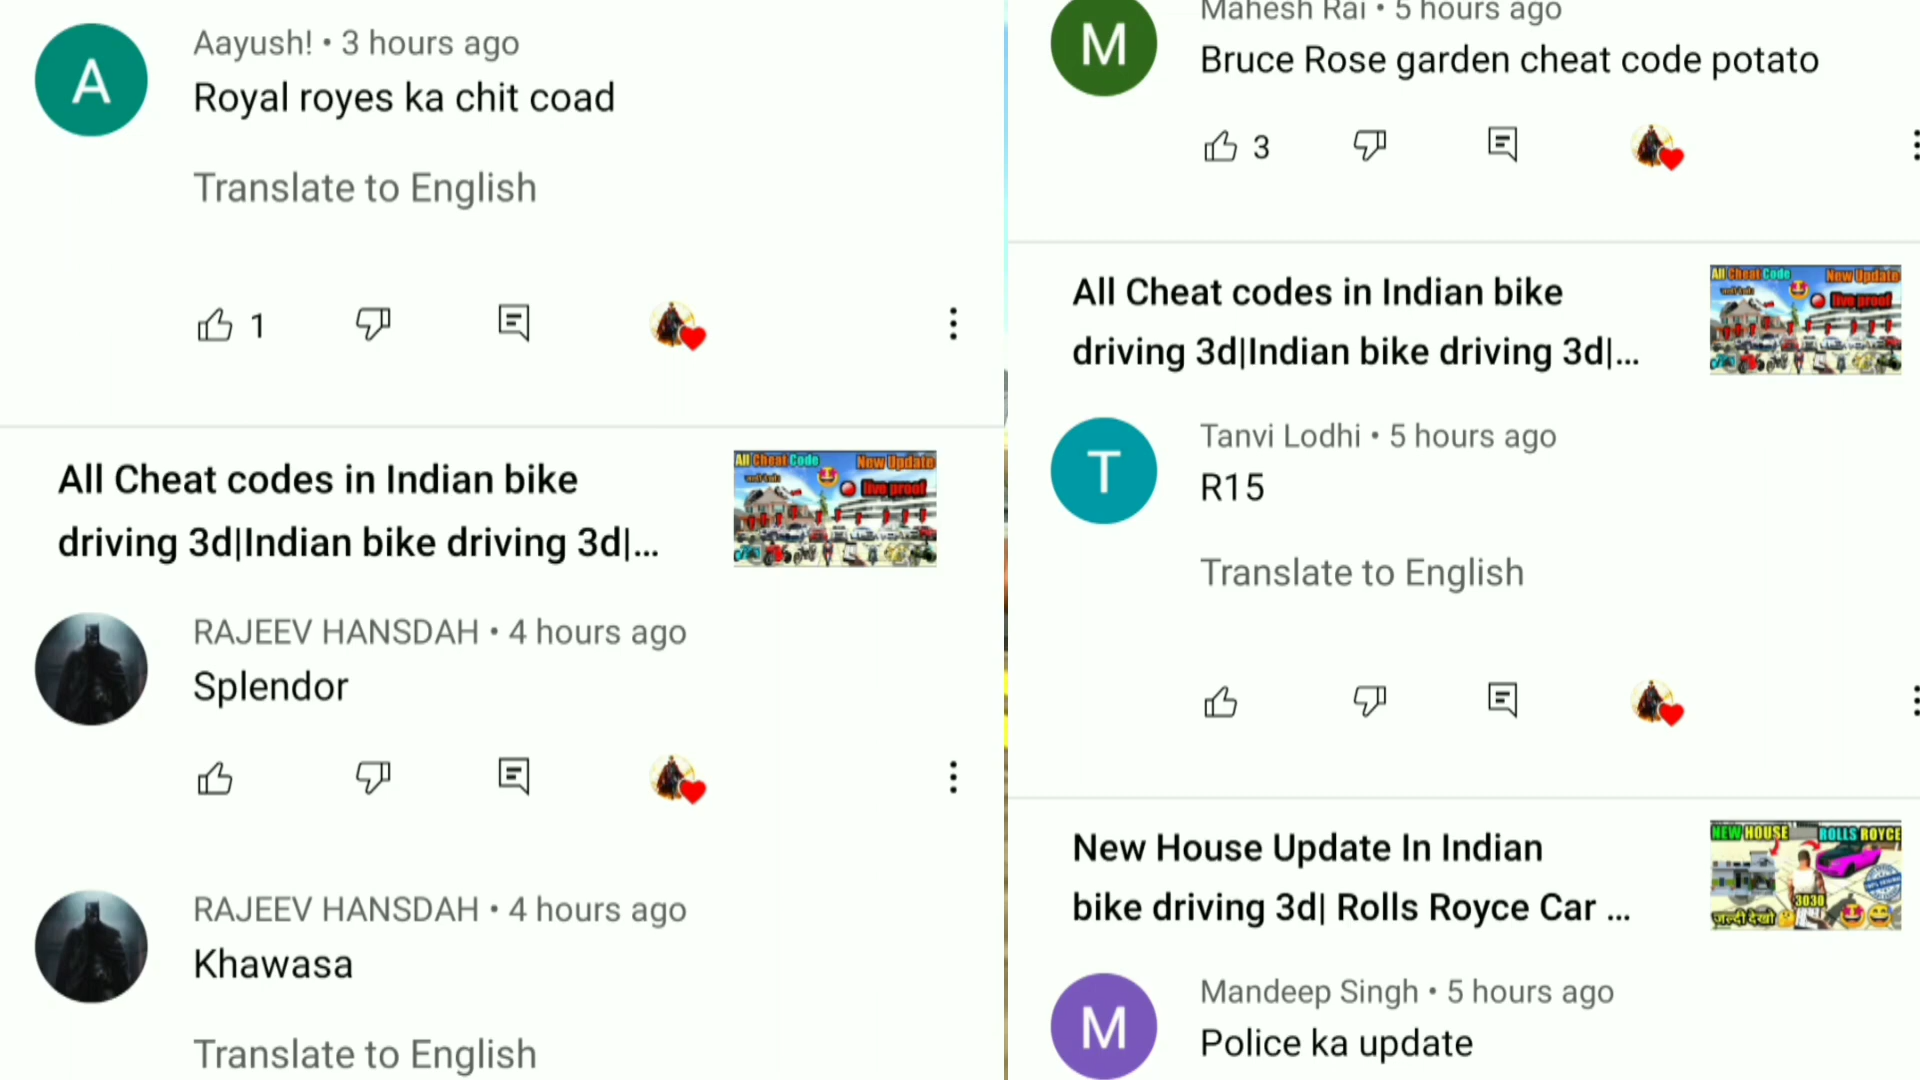 Aayush! • 3 hours ago
Royal royes ka chit coad
Translate to English
1
All Cheat codes in Indian bike
driving 3d|Indian bike driving 3d|...
All Cheat Code
New Update
live proof
RAJEEV HANSDAH • 4 hours ago
Splendor
RAJEEV HANSDAH • 4 hours ago
Khawasa
Translate to English
Mahesh Rai • 5 hours ago
Bruce Rose garden cheat code potato
3
All Cheat codes in Indian bike
driving 3d|Indian bike driving 3d|...
All Cheat Code
New Update
live proof
Tanvi Lodhi • 5 hours ago
R15
Translate to English
New House Update In Indian
bike driving 3d| Rolls Royce Car ...
NEW HOUSE
ROLLS ROYCE
3030
जल्दी देखो
Mandeep Singh • 5 hours ago
Police ka update